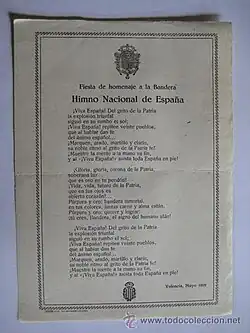 Fiesta de homenaje a la Bandera
Himno Nacional de España
¡Viva España! Del grito de la Patria
la explosión triunfal
siguió en su rumbo el sol;
¡Viva España! repiten veinte pueblos,
que al hablar dan fe
del ánimo español...
¡Marquen, arado, martillo y clarín,
su noble ritmo al grito de la Patria fe!
¡Maestre la mente a la mano su fin,
y al «¡Viva España!» asista toda España en pie!
¡Gloria, gloria, corona de la Patria,
soberana luz
que es oro en tu pendón!
¡Vida, vida, futuro de la Patria,
que en tus ojos es
abierto corazón!...
Púrpura y oro: bandera inmortal,
en tus colores, juntas carne y alma están.
Púrpura y oro: querer y lograr:
¡tú eres, Bandera, el signo del humano afán!
¡Viva España! Del grito de la Patria
la explosión triunfal
siguió en su rumbo el sol;
¡Viva España! repiten veinte pueblos,
que al hablar dan fe
del ánimo español...
¡Marquen, arado, martillo y clarín,
su noble ritmo al grito de la Patria fe!
¡Maestre la mente a la mano su fin,
y al «¡Viva España!» asista toda España en pie!
Valencia, Mayo
todocoleccion
www.todocoleccion.net